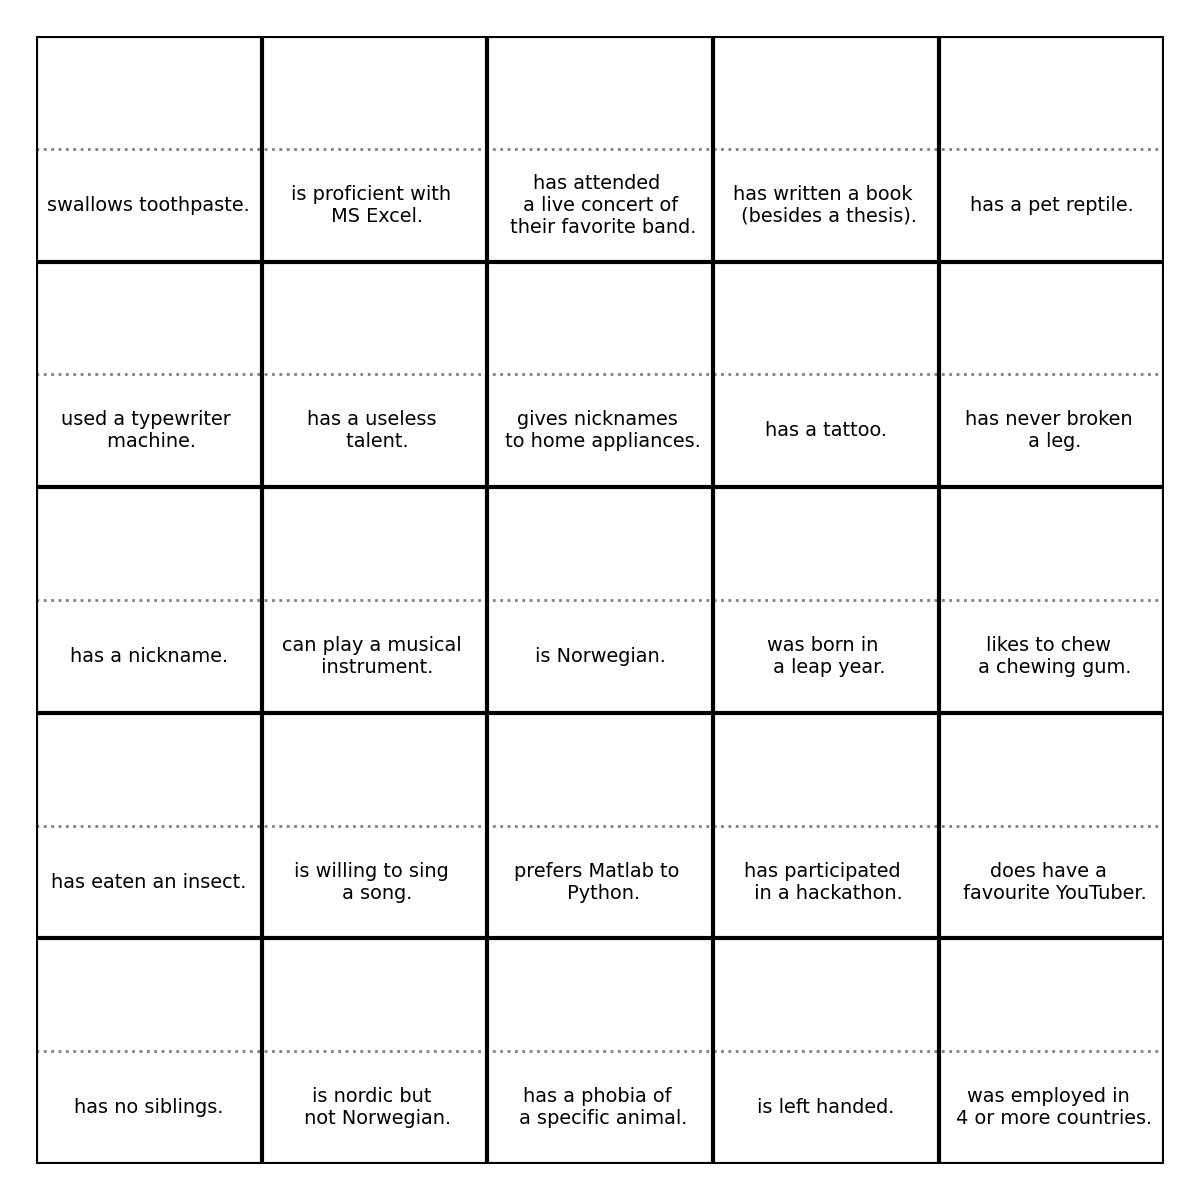 swallows toothpaste.
is proficient with
MS Excel.
has attended
a live concert of
their favorite band.
has written a book
(besides a thesis).
has a pet reptile.
used a typewriter
machine.
has a useless
talent.
gives nicknames
to home appliances.
has a tattoo.
has never broken
a leg.
has a nickname.
can play a musical
instrument.
is Norwegian.
was born in
a leap year.
likes to chew
a chewing gum.
has eaten an insect.
is willing to sing
a song.
prefers Matlab to
Python.
has participated
in a hackathon.
does have a
favourite YouTuber.
has no siblings.
is nordic but
not Norwegian.
has a phobia of
a specific animal.
is left handed.
was employed in
4 or more countries.